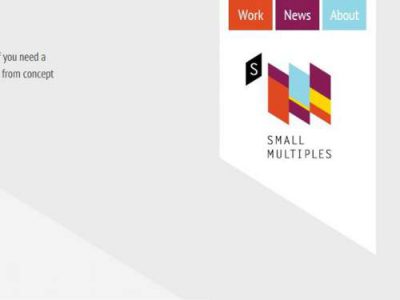 Work News About
f you need a
from concept
S
SMALL
MULTIPLES